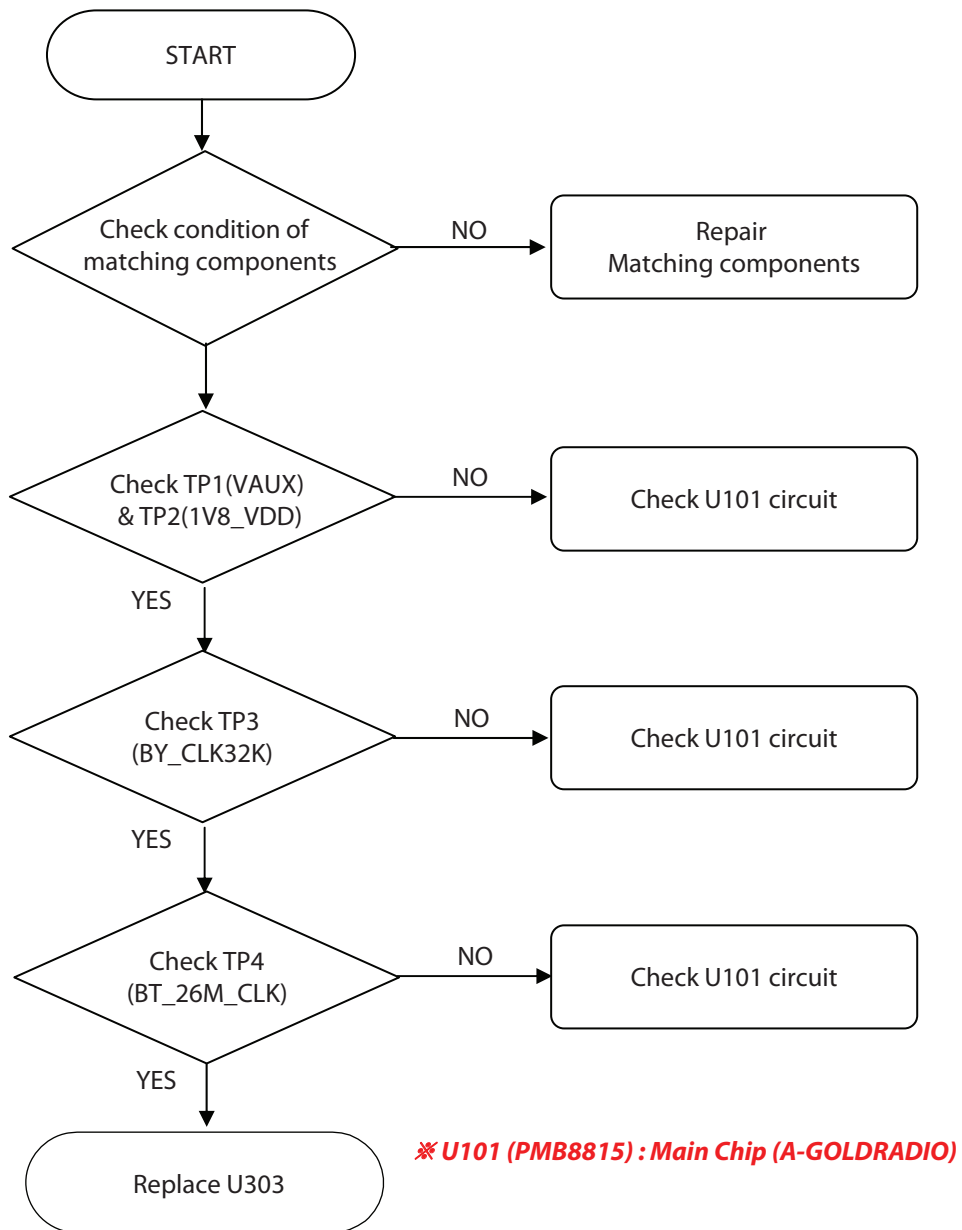 START
Check condition of
matching components
NO
Repair
Matching components
Check TP1(VAUX)
& TP2(1V8_VDD)
NO
Check U101 circuit
YES
Check TP3
(BY_CLK32K)
NO
Check U101 circuit
YES
Check TP4
(BT_26M_CLK)
NO
Check U101 circuit
YES
Replace U303
※ U101 (PMB8815) : Main Chip (A-GOLDRADIO)